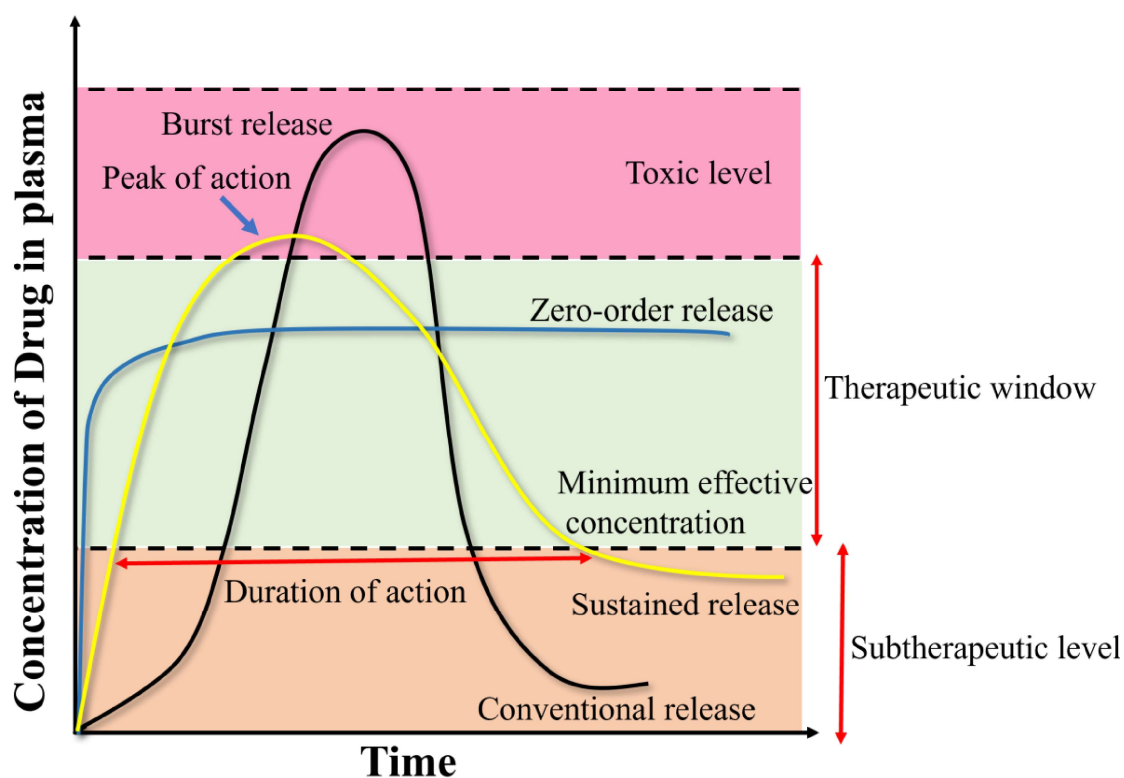 Concentration of Drug in plasma
Burst release
Peak of action
Toxic level
Zero-order release
Therapeutic window
Minimum effective
concentration
Duration of action
Sustained release
Subtherapeutic level
Conventional release
Time